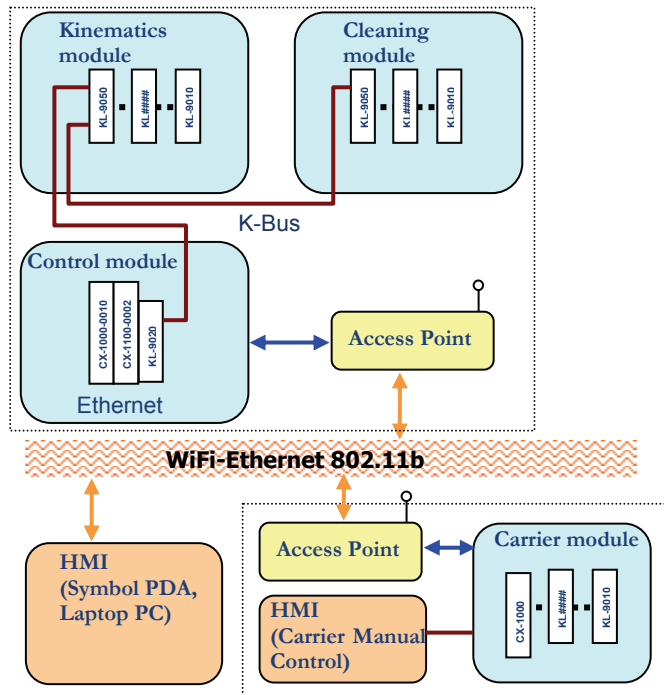 Kinematics
module
KL-9050
KL####
KL-9010
Cleaning
module
KL-9050
KL####
KL-9010
K-Bus
Control module
CX-1000-0010
CX-1100-0002
KL-9020
Ethernet
Access Point
WiFi-Ethernet 802.11b
HMI
(Symbol PDA,
Laptop PC)
Access Point
HMI
(Carrier Manual
Control)
Carrier module
CX-1000
KL####
KL-9010